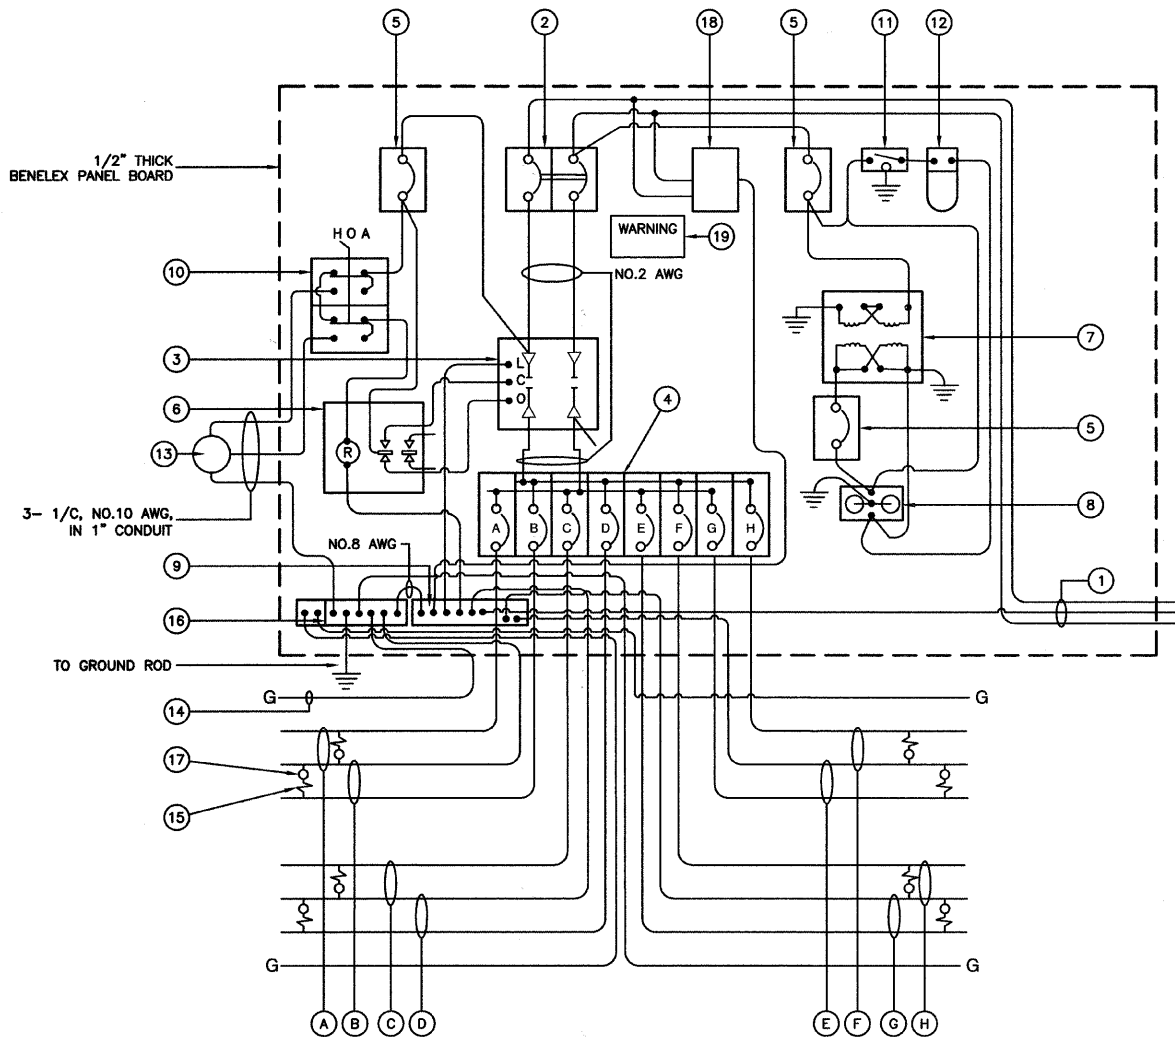 5 2 18 5 11 12
1/2" THICK
BENELEX PANEL BOARD
WARNING
19
H O A
10
NO.2 AWG
7
3
L
C
O
6
4
5
13
R
8
3– 1/C, NO.10 AWG,
IN 1" CONDUIT
A B C D E F G H
NO.8 AWG
9
1
16
TO GROUND ROD
G G
14
17
15
G G
A B C D E F G H